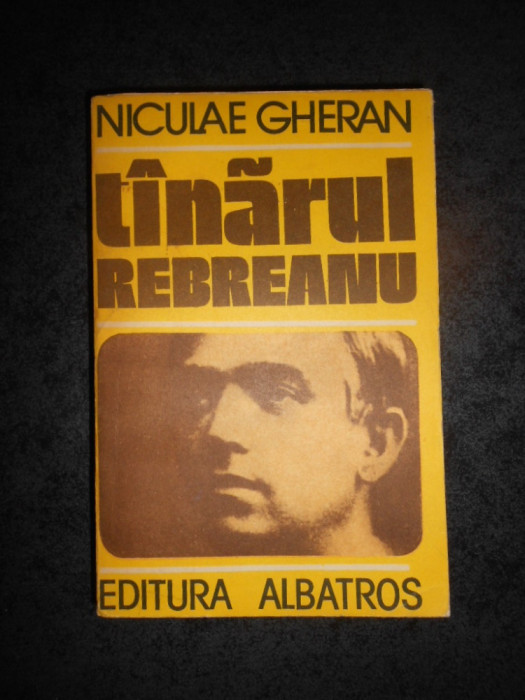 NICULAE GHERAN
tînărul
REBREANU
EDITURA ALBATROS